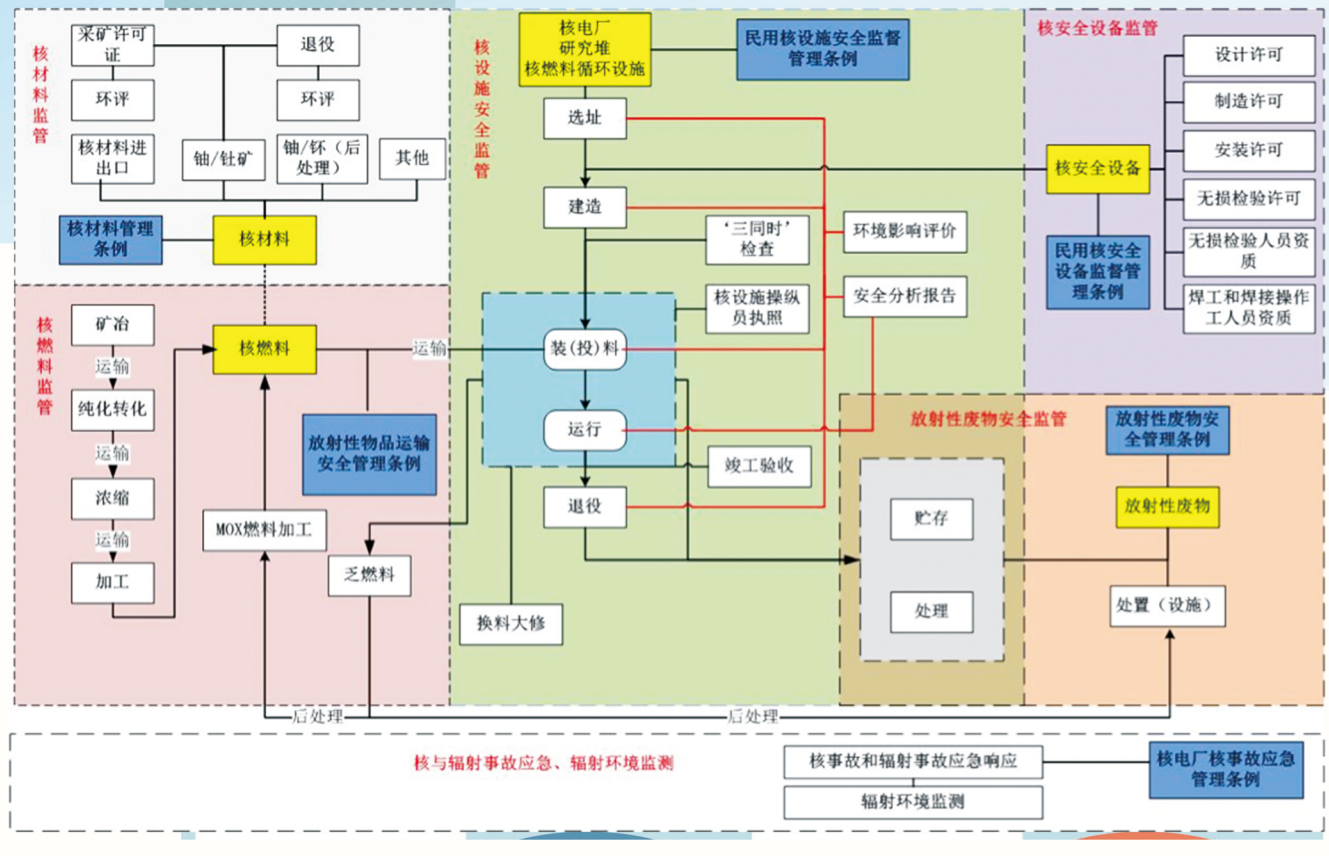 核材料监管
采矿许可
证
退役
环评
环评
核材料进
出口
铀/钍矿
铀/钚（后
处理）
其他
核材料管理
条例
核材料
核燃料监管
矿冶
运输
纯化转化
运输
浓缩
运输
加工
核燃料
运输
放射性物品运输
安全管理条例
MOX燃料加工
乏燃料
后处理
后处理
核设施安全监管
核电厂
研究堆
核燃料循环设施
民用核设施安全监督
管理条例
选址
建造
‘三同时’
检查
环境影响评价
核设施操纵
员执照
安全分析报告
装(投)料
运行
竣工验收
退役
换料大修
核安全设备监管
设计许可
制造许可
安装许可
核安全设备
无损检验许可
民用核安全
设备监督管
理条例
无损检验人员资
质
焊工和焊接操作
工人员资质
放射性废物安全监管
放射性废物安
全管理条例
放射性废物
贮存
处理
处置（设施）
核与辐射事故应急、辐射环境监测
核事故和辐射事故应急响应
辐射环境监测
核电厂核事故应急
管理条例